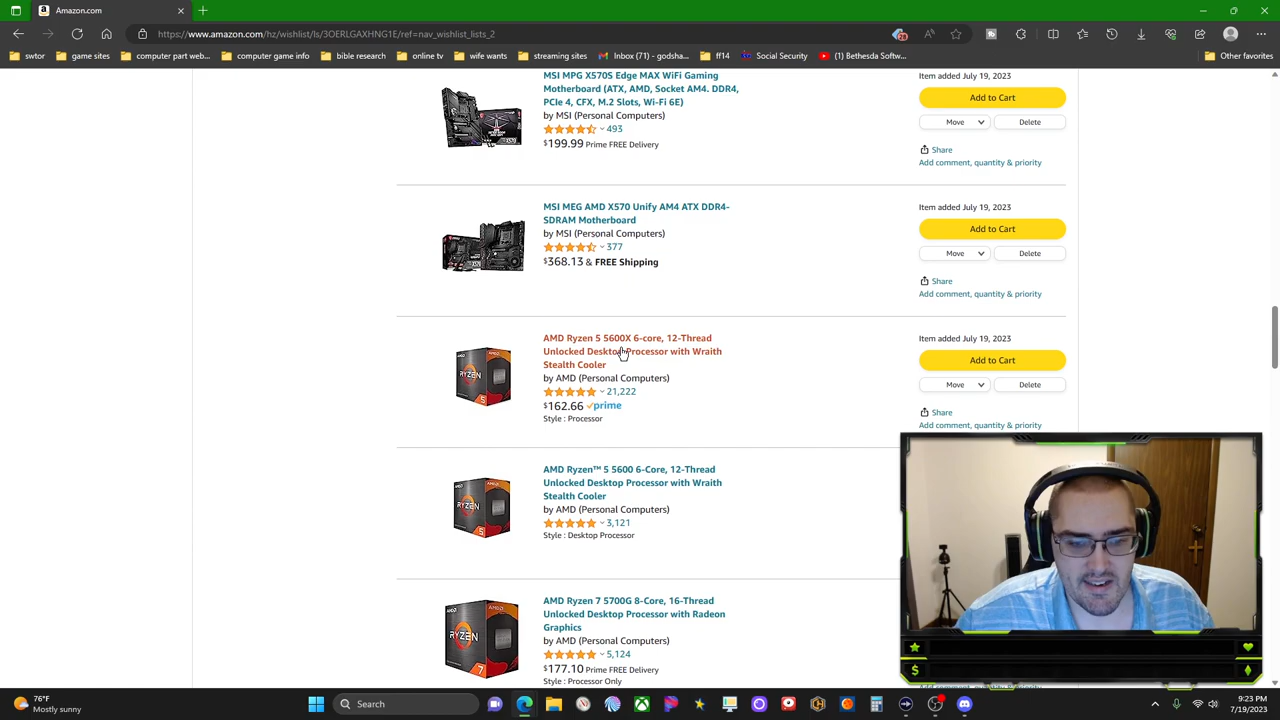 Amazon.com
https://www.amazon.com/hz/wishlist/ls/3OERLGAXHNG1E/ref=nav_wishlist_lists_2
swtor
game sites
computer part web...
computer game info
bible research
online tv
wife wants
streaming sites
Inbox (71) - godsha...
ff14
Social Security
Bethesda Softw...
Other favorites
MSI MPG X570S Edge MAX WiFi Gaming
Motherboard (ATX, AMD, Socket AM4. DDR4,
PCIe 4, CFX, M.2 Slots, Wi-Fi 6E)
by MSI (Personal Computers)
493
$199.99 Prime FREE Delivery
Item added July 19, 2023
Add to Cart
Move
Delete
Share
Add comment, quantity & priority
MSI MEG AMD X570 Unify AM4 ATX DDR4-
SDRAM Motherboard
by MSI (Personal Computers)
377
$368.13 & FREE Shipping
Item added July 19, 2023
Add to Cart
Move
Delete
Share
Add comment, quantity & priority
AMD Ryzen 5 5600X 6-core, 12-Thread
Unlocked Desktop Processor with Wraith
Stealth Cooler
by AMD (Personal Computers)
21,222
$162.66 prime
Style : Processor
Item added July 19, 2023
Add to Cart
Move
Delete
Share
Add comment, quantity & priority
RYZEN
5
AMD Ryzen™ 5 5600 6-Core, 12-Thread
Unlocked Desktop Processor with Wraith
Stealth Cooler
by AMD (Personal Computers)
3,121
Style : Desktop Processor
RYZEN
5
AMD Ryzen 7 5700G 8-Core, 16-Thread
Unlocked Desktop Processor with Radeon
Graphics
by AMD (Personal Computers)
5,124
$177.10 Prime FREE Delivery
Style : Processor Only
AMD
RYZEN
7
$
76°F
Mostly sunny
Search
9:23 PM
7/19/2023